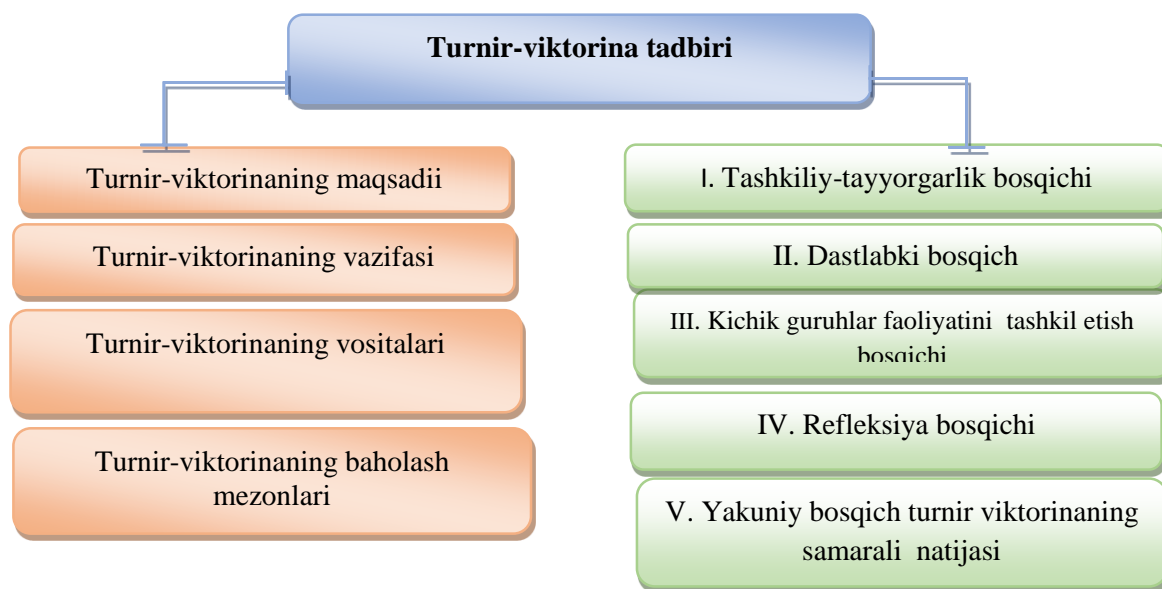 Turnir-viktorina tadbiri
Turnir-viktorinaning maqsadii
Turnir-viktorinaning vazifasi
Turnir-viktorinaning vositalari
Turnir-viktorinaning baholash
mezonlari
I. Tashkiliy-tayyorgarlik bosqichi
II. Dastlabki bosqich
III. Kichik guruhlar faoliyatini tashkil etish
bosqichi
IV. Refleksiya bosqichi
V. Yakuniy bosqich turnir viktorinaning
samarali natijasi